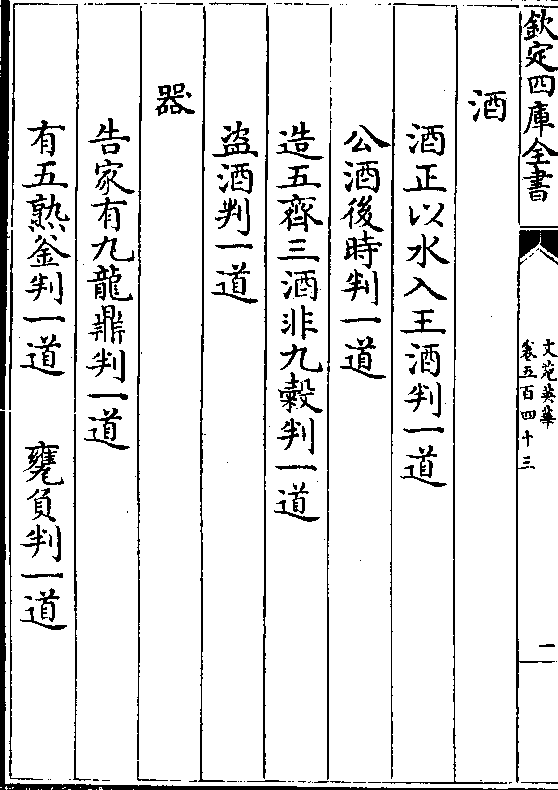 欽定四庫全書
文苑英華
卷五百四十三
二
酒
酒正以水入王酒判一道
公酒後時判一道
造五齊三酒非九穀判一道
盜酒判一道
器
告家有九龍鼎判一道
有五熟釜判一道　甕負判一道